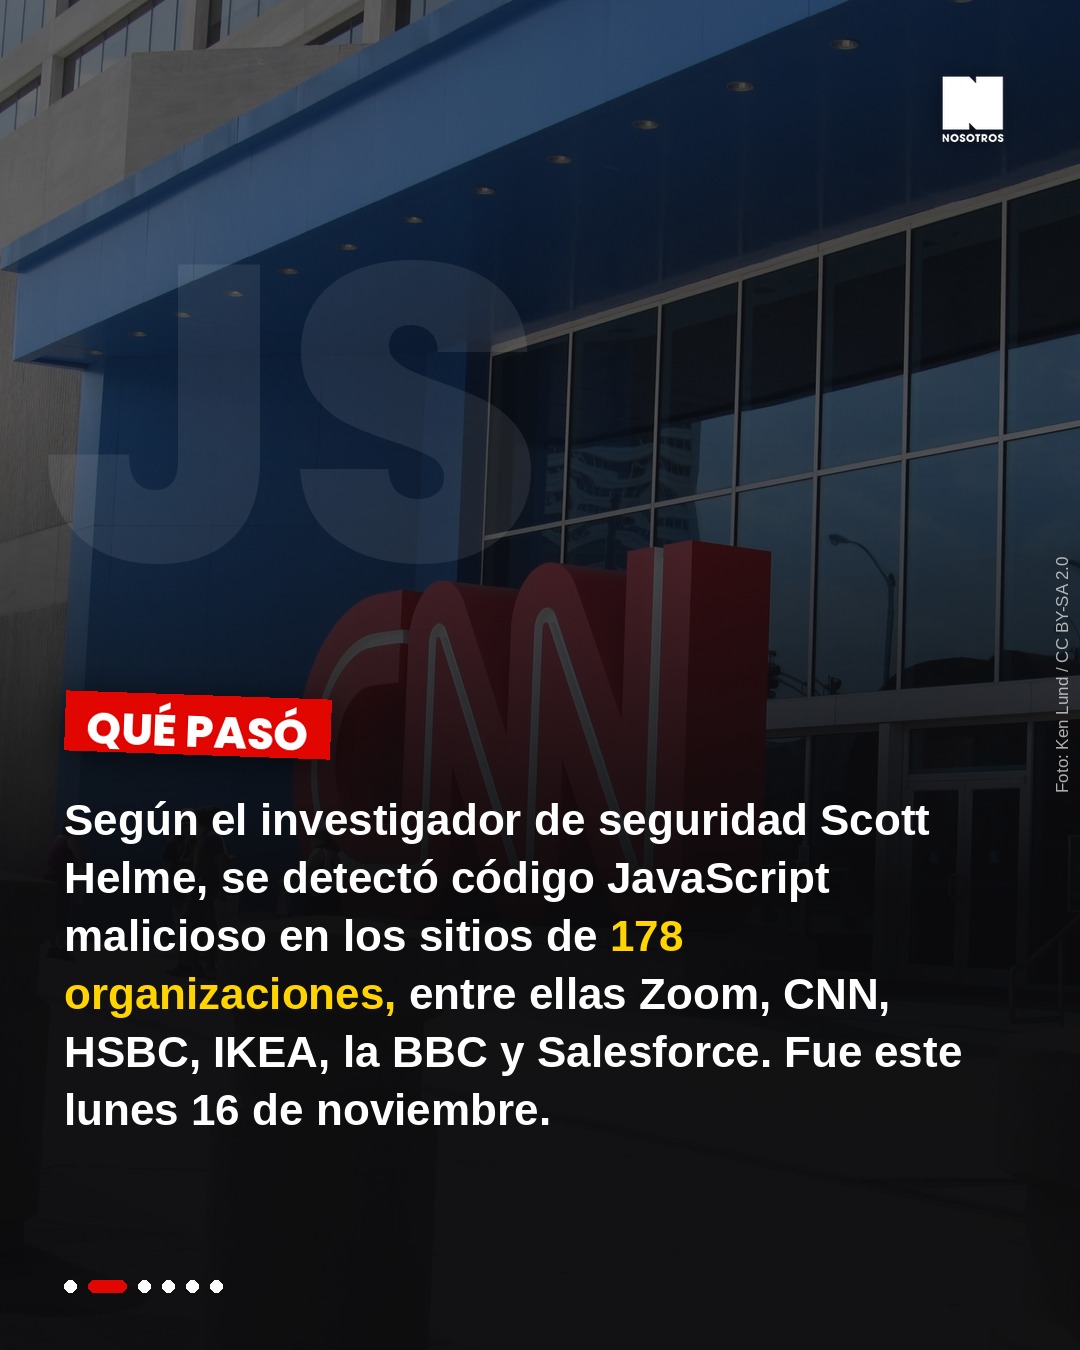 NOSOTROS
JS
CNN
QUÉ PASÓ
Según el investigador de seguridad Scott
Helme, se detectó código JavaScript
malicioso en los sitios de 178
organizaciones, entre ellas Zoom, CNN,
HSBC, IKEA, la BBC y Salesforce. Fue este
lunes 16 de noviembre.
Foto: Ken Lund / CC BY-SA 2.0